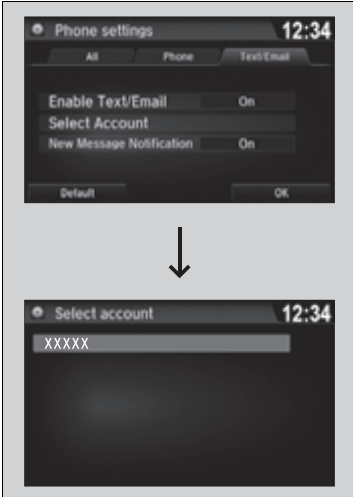 Phone settings 12:34
All Phone Text/Email
Enable Text/Email On
Select Account
New Message Notification On
Default OK
Select account 12:34
XXXXX